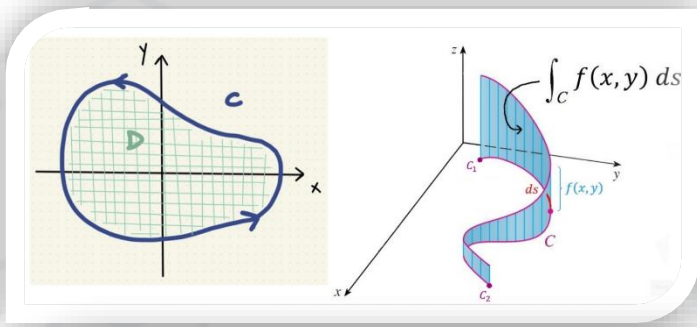 y
C
D
x
z
∫_C f(x, y) ds
C₁
y
ds
f(x, y)
C
x
C₂